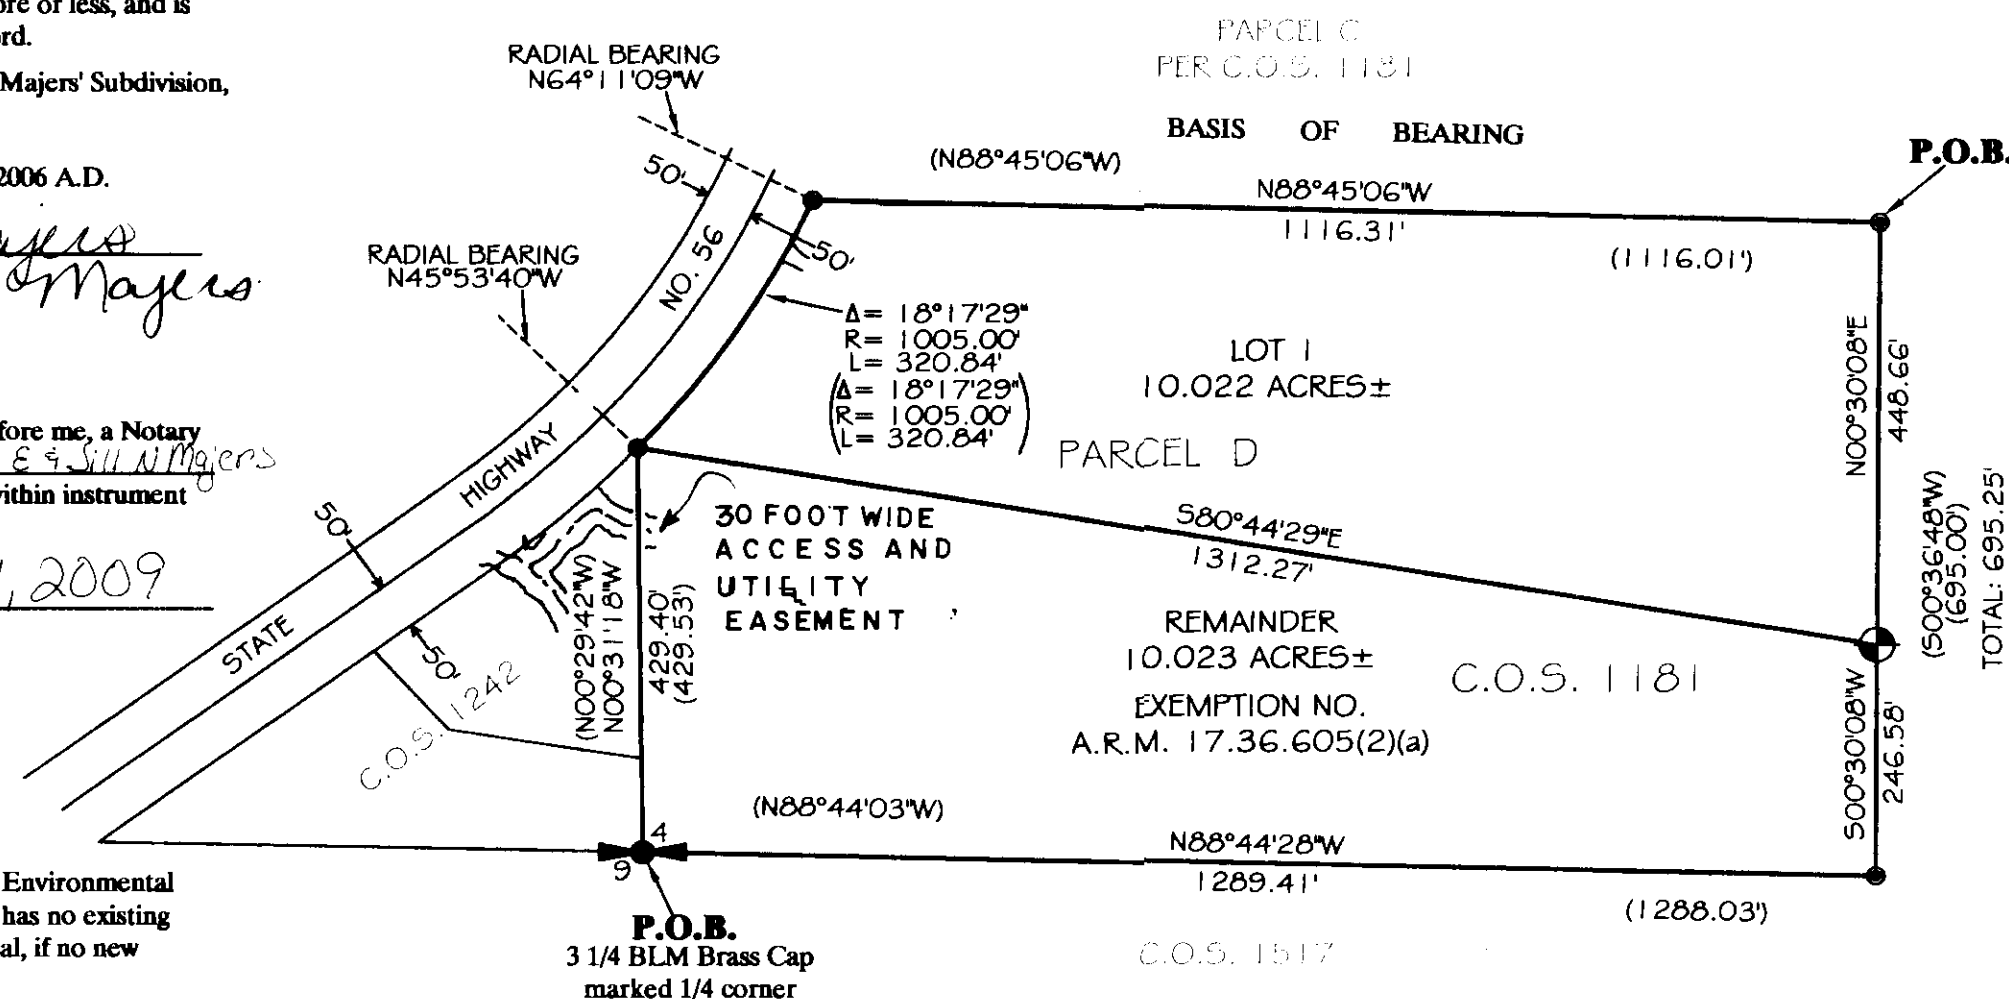 ore or less, and is
ord.
Majers' Subdivision,
2006 A.D.
Majers
fore me, a Notary
E & Jill N Majers
within instrument
, 2009
Environmental
has no existing
al, if no new
RADIAL BEARING
N64°11'09"W
PARCEL C
PER C.O.S. 1181
BASIS OF BEARING
P.O.B.
(N88°45'06"W)
N88°45'06"W
1116.31'
(1116.01')
50'
50'
RADIAL BEARING
N45°53'40"W
Δ= 18°17'29"
R= 1005.00'
L= 320.84'
(Δ= 18°17'29"
R= 1005.00'
L= 320.84')
LOT 1
10.022 ACRES±
PARCEL D
N00°30'08"E
448.66'
(S00°36'48"W)
(695.00')
TOTAL: 695.25'
STATE HIGHWAY NO. 56
50'
50'
30 FOOT WIDE
ACCESS AND
UTILITY
EASEMENT
S80°44'29"E
1312.27'
(N00°29'42"W)
N00°31'18"W
429.40'
(429.53')
REMAINDER
10.023 ACRES±
EXEMPTION NO.
A.R.M. 17.36.605(2)(a)
C.O.S. 1181
S00°30'08"W
246.58'
C.O.S. 1242
(N88°44'03"W)
N88°44'28"W
1289.41'
(1288.03')
4
9
P.O.B.
3 1/4 BLM Brass Cap
marked 1/4 corner
C.O.S. 1517